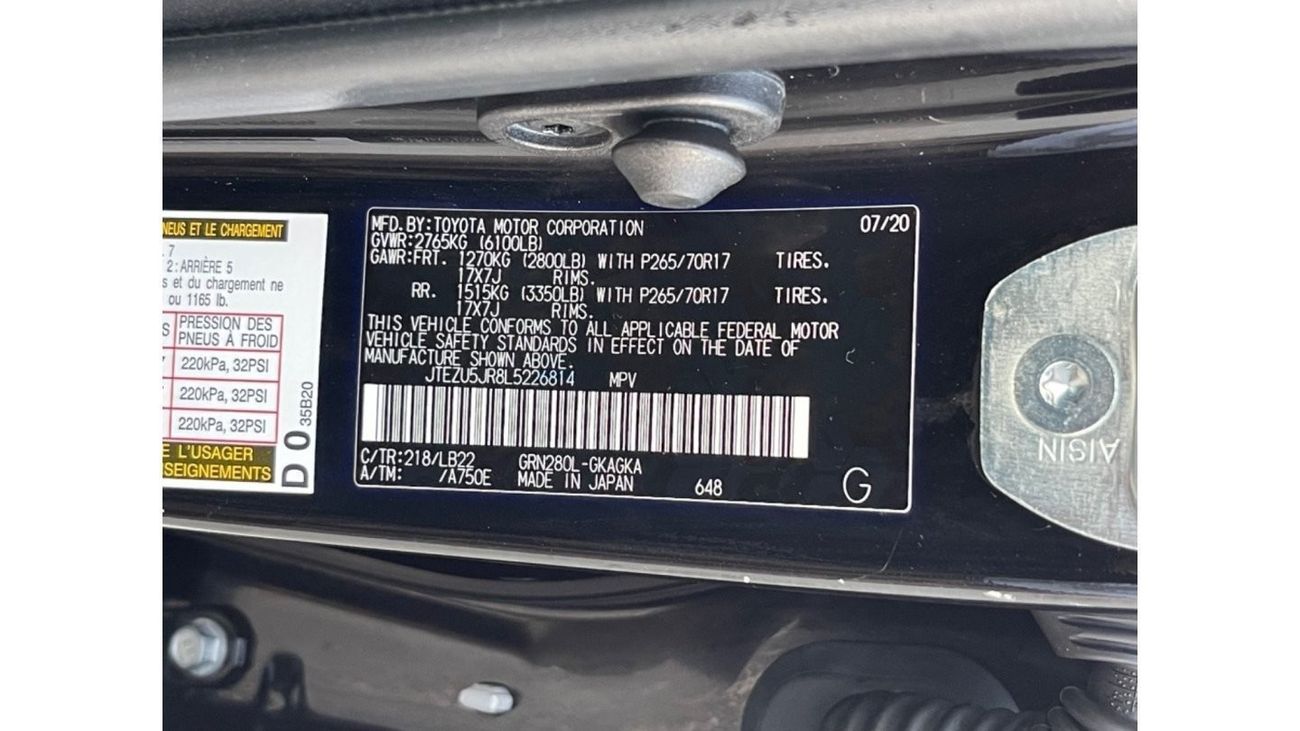 NEUS ET LE CHARGEMENT
7
2: ARRIÈRE 5
s et du chargement ne
ou 1165 lb.
S PRESSION DES
PNEUS À FROID
220kPa, 32PSI
220kPa, 32PSI
220kPa, 32PSI
E L'USAGER
SEIGNEMENTS
D 0 35B20
MFD. BY: TOYOTA MOTOR CORPORATION 07/20
GVWR: 2765KG (6100LB)
GAWR: FRT. 1270KG (2800LB) WITH P265/70R17 TIRES.
17X7J RIMS.
RR. 1515KG (3350LB) WITH P265/70R17 TIRES.
17X7J RIMS.
THIS VEHICLE CONFORMS TO ALL APPLICABLE FEDERAL MOTOR
VEHICLE SAFETY STANDARDS IN EFFECT ON THE DATE OF
MANUFACTURE SHOWN ABOVE.
JTEZU5JR8L5226814 MPV
C/TR: 218/LB22 GRN280L-GKAGKA
A/TM: /A750E MADE IN JAPAN 648 G
AISIN